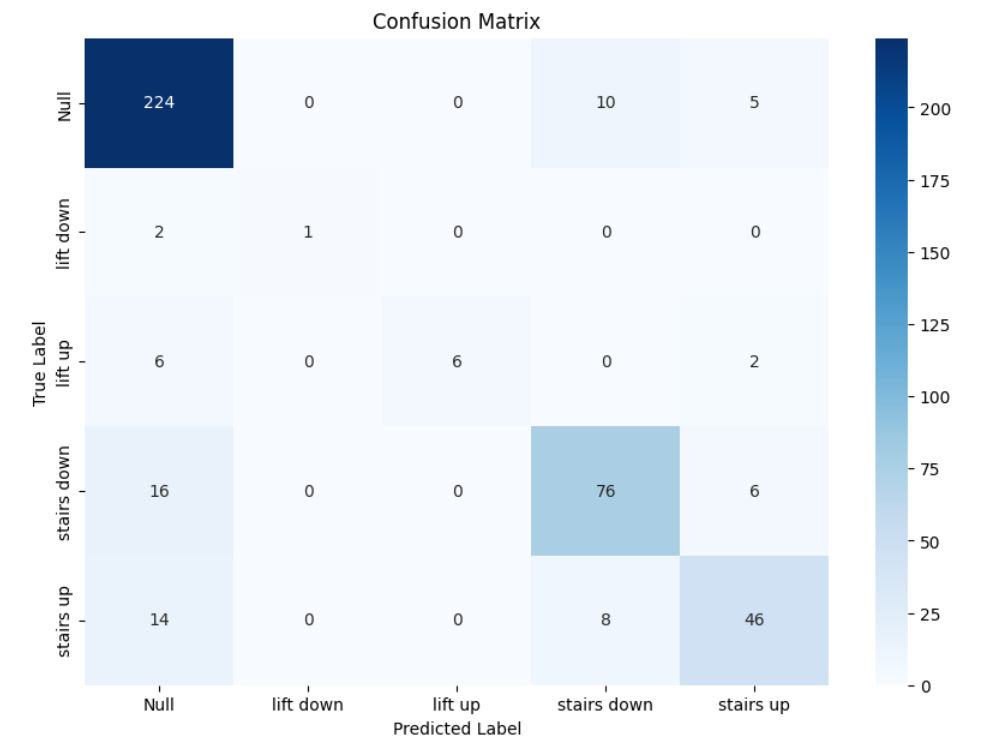 Confusion Matrix
Null
224 0 0 10 5
lift down
2 1 0 0 0
lift up
6 0 6 0 2
stairs down
16 0 0 76 6
stairs up
14 0 0 8 46
True Label
Null lift down lift up stairs down stairs up
Predicted Label
200
175
150
125
100
75
50
25
0